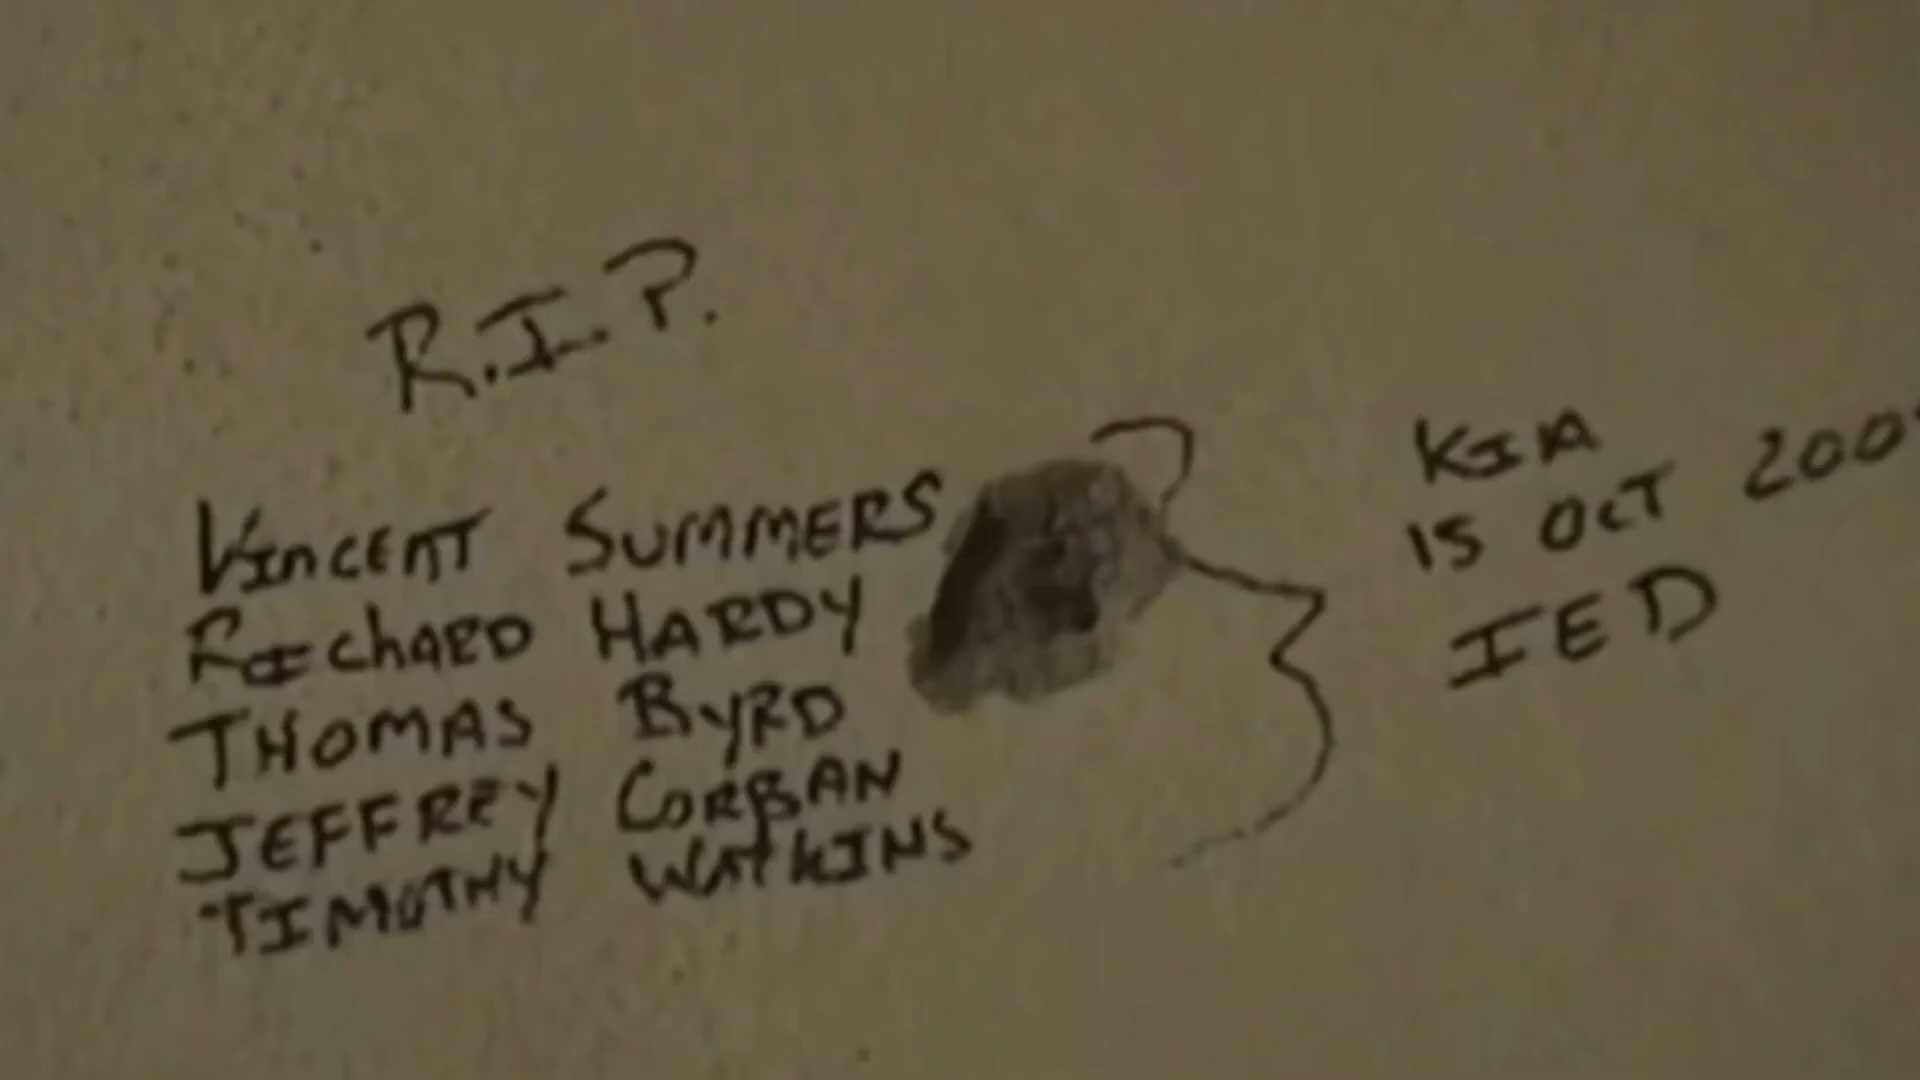 R.I.P.
VINCENT SUMMERS
RICHARD HARDY
THOMAS BYRD
JEFFREY CORBAN
TIMOTHY WATKINS
KIA
15 OCT
IED